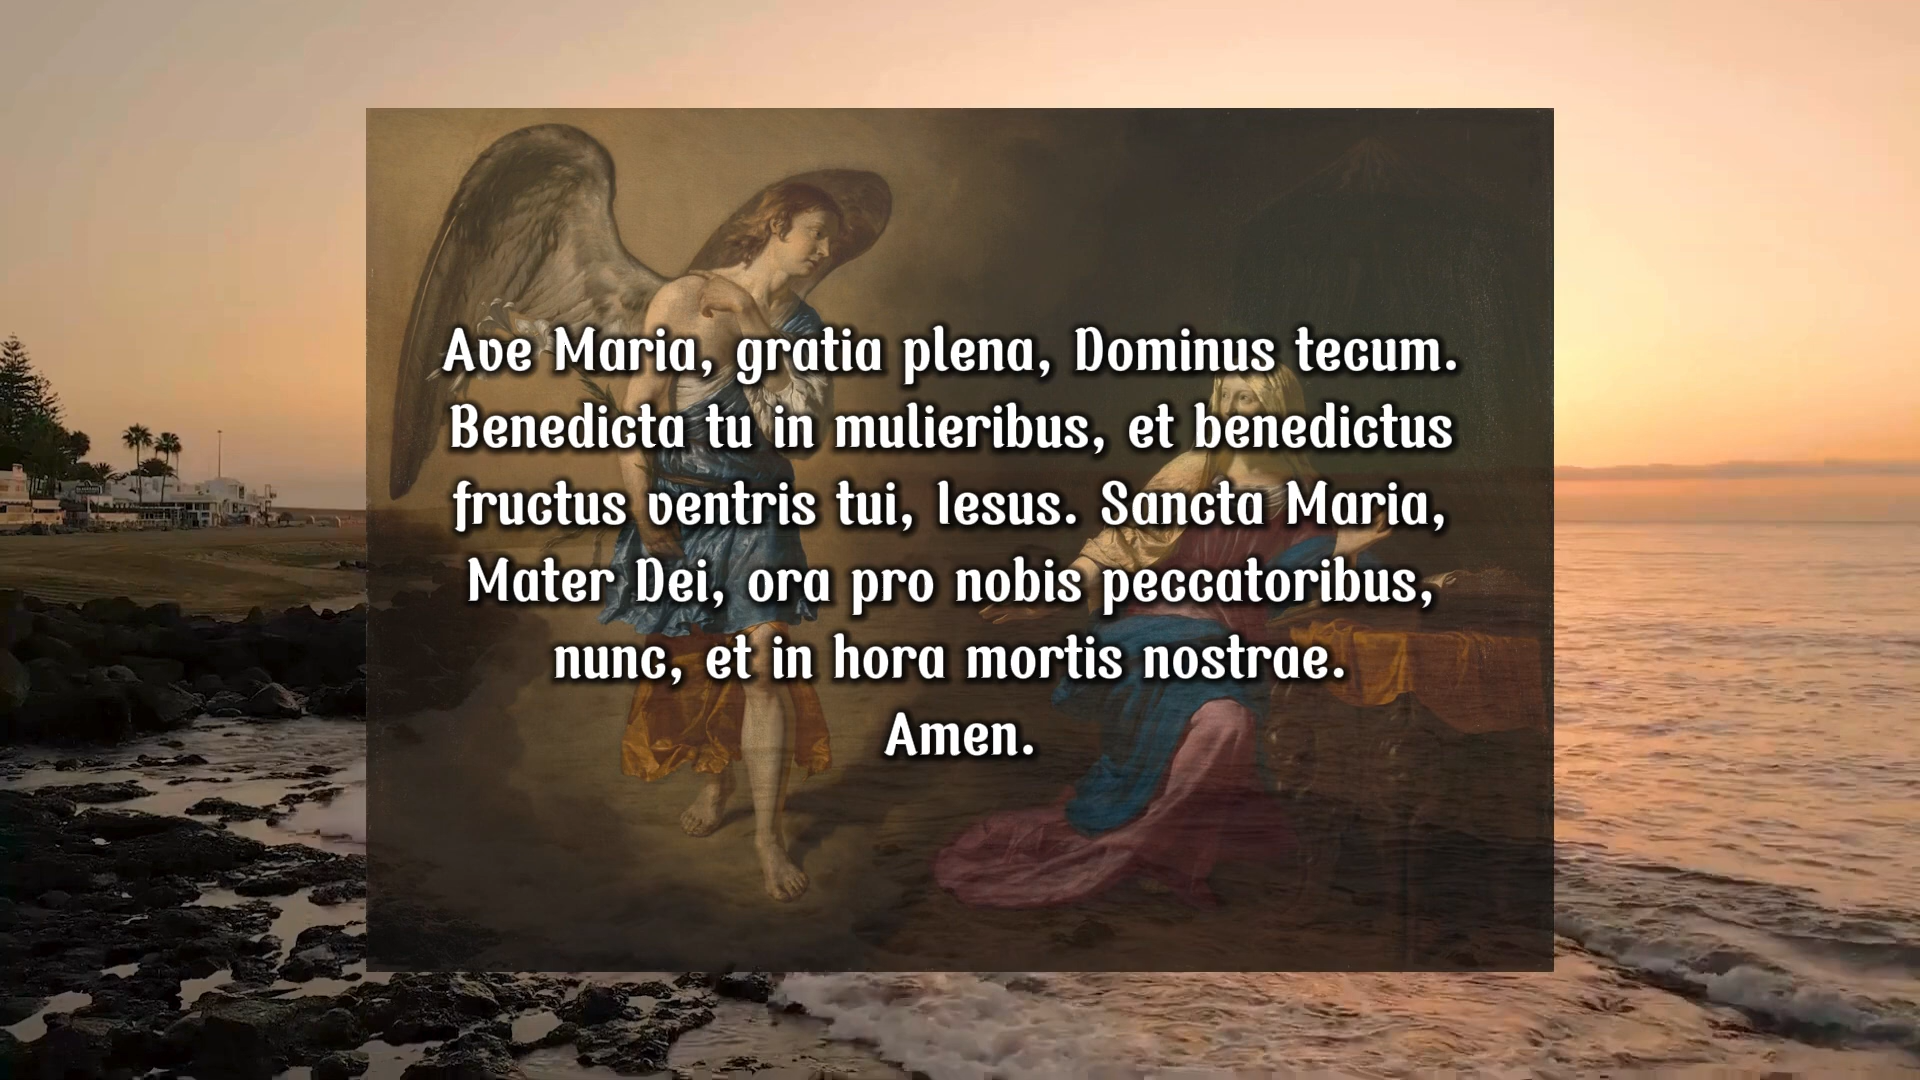 Ave Maria, gratia plena, Dominus tecum.
Benedicta tu in mulieribus, et benedictus
fructus ventris tui, Iesus. Sancta Maria,
Mater Dei, ora pro nobis peccatoribus,
nunc, et in hora mortis nostrae.
Amen.